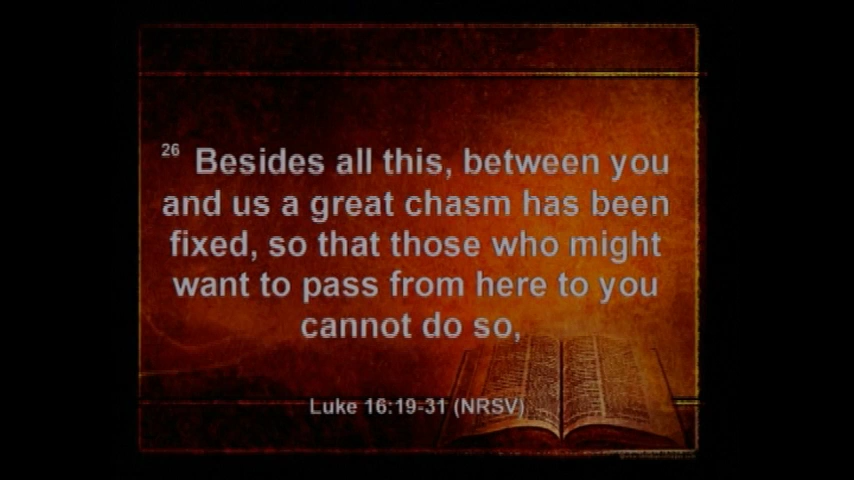 26 Besides all this, between you
and us a great chasm has been
fixed, so that those who might
want to pass from here to you
cannot do so,
Luke 16:19-31 (NRSV)